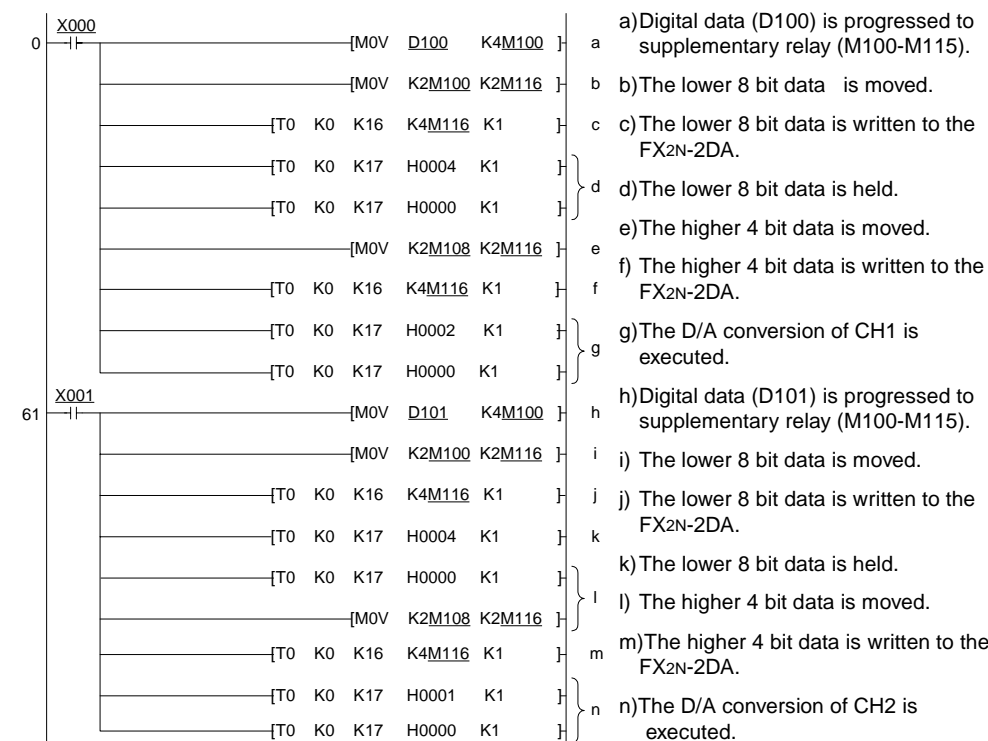 X000
0
[M0V D100 K4M100 ] a
[M0V K2M100 K2M116 ] b
[T0 K0 K16 K4M116 K1 ] c
[T0 K0 K17 H0004 K1 ]
d
[T0 K0 K17 H0000 K1 ]
[M0V K2M108 K2M116 ] e
[T0 K0 K16 K4M116 K1 ] f
[T0 K0 K17 H0002 K1 ]
g
[T0 K0 K17 H0000 K1 ]
X001
61
[M0V D101 K4M100 ] h
[M0V K2M100 K2M116 ] i
[T0 K0 K16 K4M116 K1 ] j
[T0 K0 K17 H0004 K1 ] k
[T0 K0 K17 H0000 K1 ]
l
[M0V K2M108 K2M116 ]
[T0 K0 K16 K4M116 K1 ] m
[T0 K0 K17 H0001 K1 ]
n
[T0 K0 K17 H0000 K1 ]
a)Digital data (D100) is progressed to
supplementary relay (M100-M115).
b)The lower 8 bit data is moved.
c)The lower 8 bit data is written to the
FX2N-2DA.
d)The lower 8 bit data is held.
e)The higher 4 bit data is moved.
f) The higher 4 bit data is written to the
FX2N-2DA.
g)The D/A conversion of CH1 is
executed.
h)Digital data (D101) is progressed to
supplementary relay (M100-M115).
i) The lower 8 bit data is moved.
j) The lower 8 bit data is written to the
FX2N-2DA.
k)The lower 8 bit data is held.
l) The higher 4 bit data is moved.
m)The higher 4 bit data is written to the
FX2N-2DA.
n)The D/A conversion of CH2 is
executed.